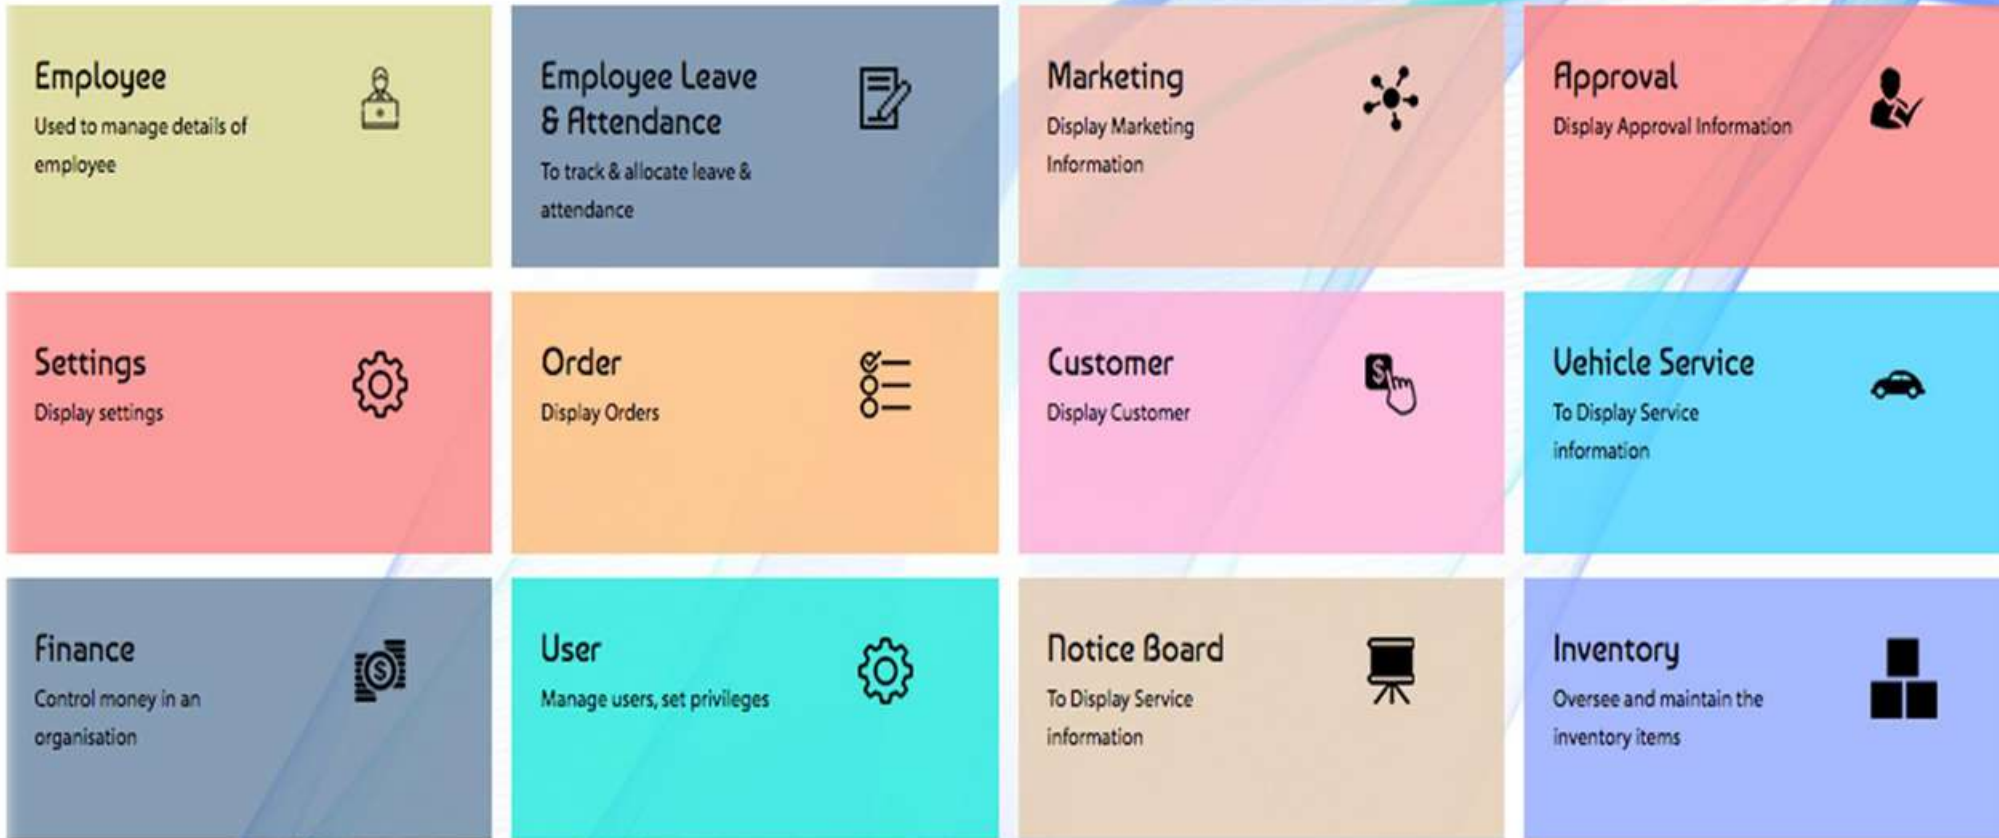 Employee
Used to manage details of
employee
Employee Leave
& Attendance
To track & allocate leave &
attendance
Marketing
Display Marketing
Information
Approval
Display Approval Information
Settings
Display settings
Order
Display Orders
Customer
Display Customer
Vehicle Service
To Display Service
information
Finance
Control money in an
organisation
User
Manage users, set privileges
Notice Board
To Display Service
information
Inventory
Oversee and maintain the
inventory items